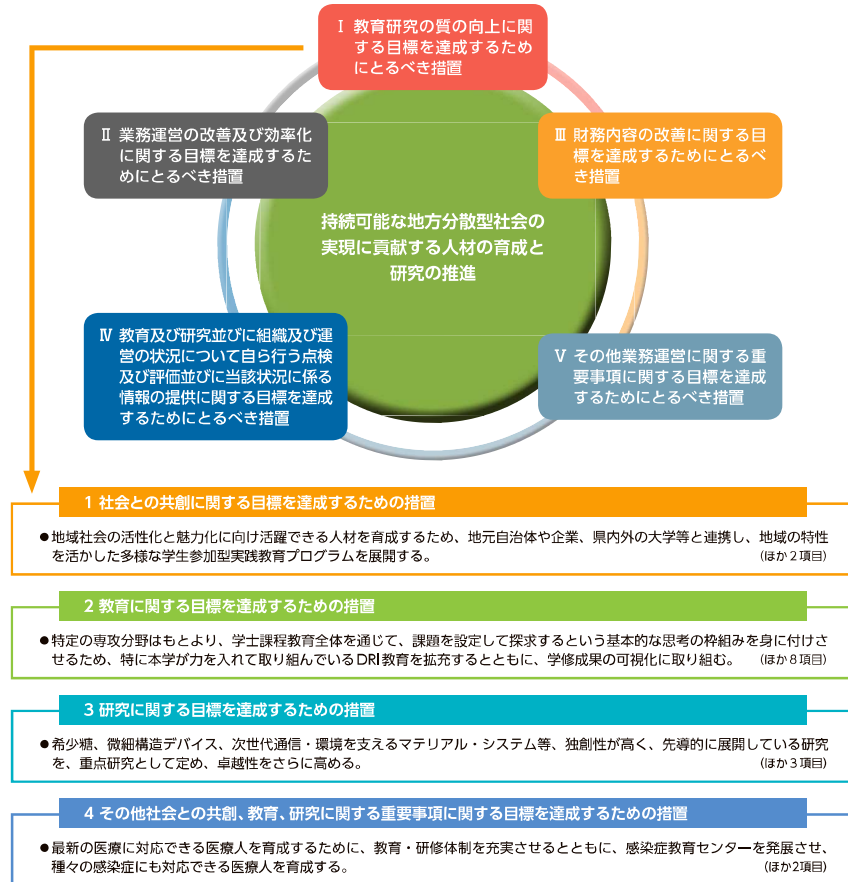 Ⅰ 教育研究の質の向上に関
する目標を達成するため
にとるべき措置
Ⅱ 業務運営の改善及び効率化
に関する目標を達成するた
めにとるべき措置
Ⅲ 財務内容の改善に関する目
標を達成するためにとるべ
き措置
持続可能な地方分散型社会の
実現に貢献する人材の育成と
研究の推進
Ⅳ 教育及び研究並びに組織及び運
営の状況について自ら行う点検
及び評価並びに当該状況に係る
情報の提供に関する目標を達成
するためにとるべき措置
Ⅴ その他業務運営に関する重
要事項に関する目標を達成
するためにとるべき措置
1 社会との共創に関する目標を達成するための措置
●地域社会の活性化と魅力化に向け活躍できる人材を育成するため、地元自治体や企業、県内外の大学等と連携し、地域の特性
を活かした多様な学生参加型実践教育プログラムを展開する。 (ほか2項目)
2 教育に関する目標を達成するための措置
●特定の専攻分野はもとより、学士課程教育全体を通じて、課題を設定して探求するという基本的な思考の枠組みを身に付けさ
せるため、特に本学が力を入れて取り組んでいるDRI教育を拡充するとともに、学修成果の可視化に取り組む。 (ほか8項目)
3 研究に関する目標を達成するための措置
●希少糖、微細構造デバイス、次世代通信・環境を支えるマテリアル・システム等、独創性が高く、先導的に展開している研究
を、重点研究として定め、卓越性をさらに高める。 (ほか3項目)
4 その他社会との共創、教育、研究に関する重要事項に関する目標を達成するための措置
●最新の医療に対応できる医療人を育成するために、教育・研修体制を充実させるとともに、感染症教育センターを発展させ、
種々の感染症にも対応できる医療人を育成する。 (ほか2項目)